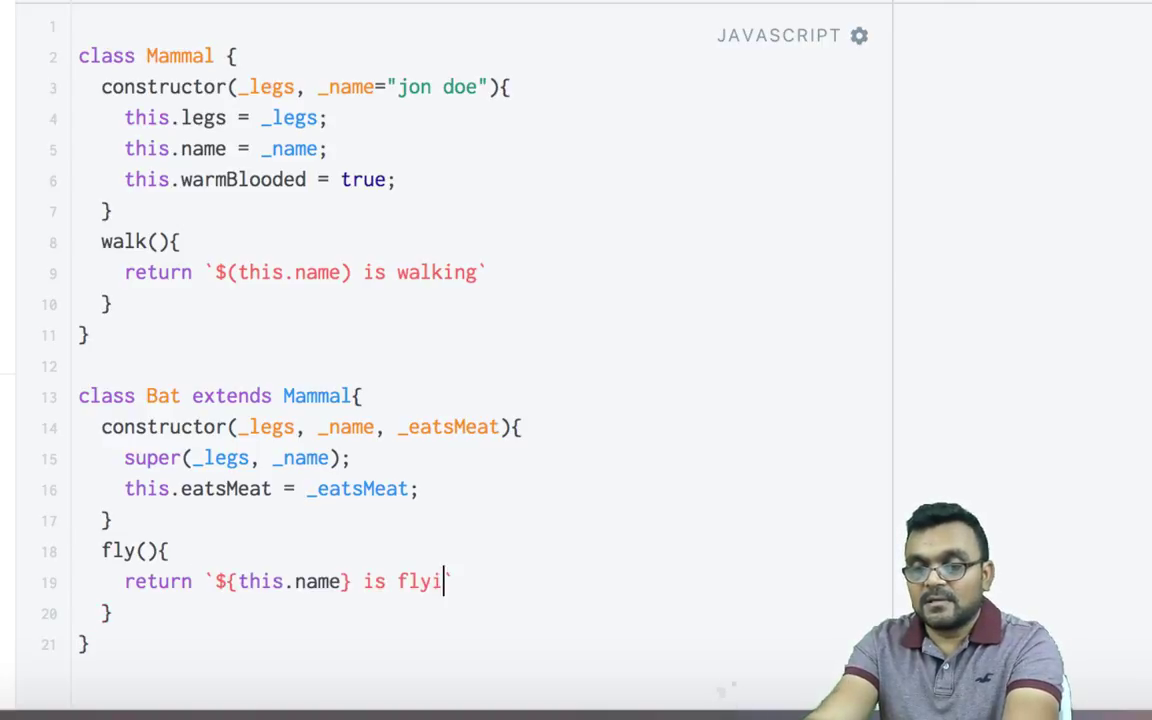 JAVASCRIPT
1
2 class Mammal {
3 constructor(_legs, _name="jon doe"){
4 this.legs = _legs;
5 this.name = _name;
6 this.warmBlooded = true;
7 }
8 walk(){
9 return `$(this.name) is walking`
10 }
11 }
12
13 class Bat extends Mammal{
14 constructor(_legs, _name, _eatsMeat){
15 super(_legs, _name);
16 this.eatsMeat = _eatsMeat;
17 }
18 fly(){
19 return `${this.name} is flyi`
20 }
21 }